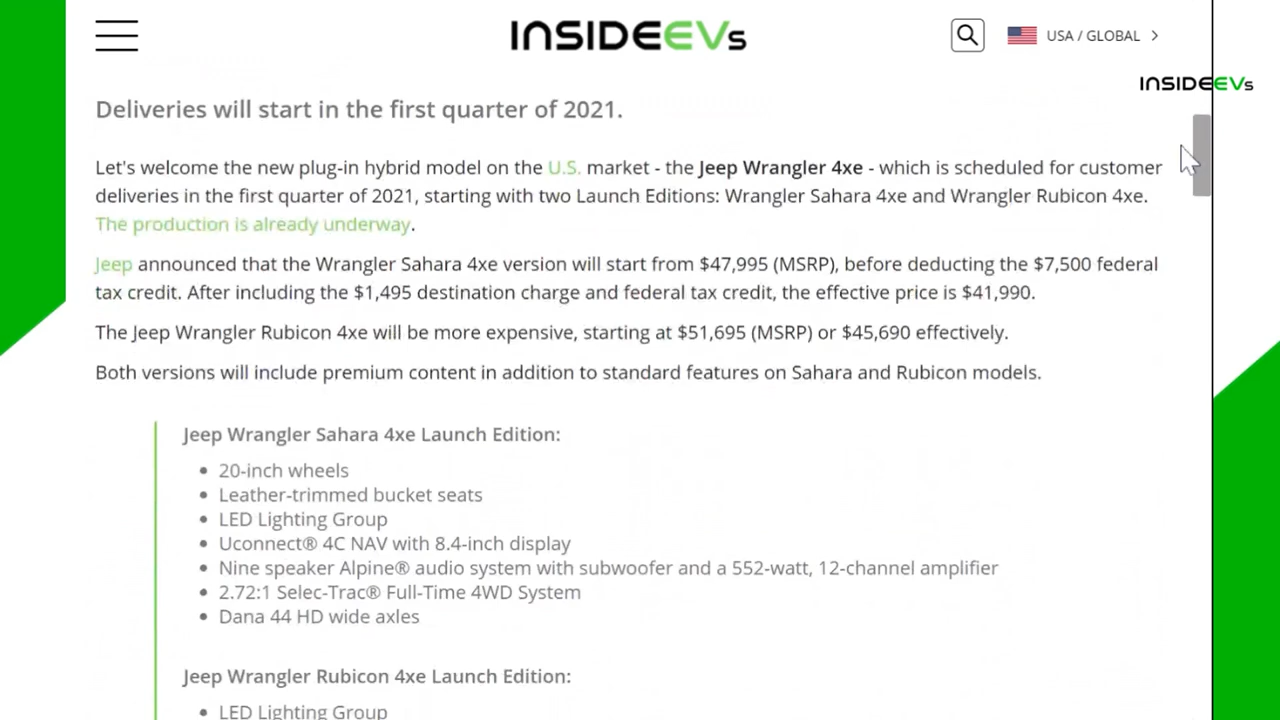 INSIDEEVs
USA / GLOBAL
INSIDEEVs
Deliveries will start in the first quarter of 2021.
Let's welcome the new plug-in hybrid model on the U.S. market - the Jeep Wrangler 4xe - which is scheduled for customer
deliveries in the first quarter of 2021, starting with two Launch Editions: Wrangler Sahara 4xe and Wrangler Rubicon 4xe.
The production is already underway.
Jeep announced that the Wrangler Sahara 4xe version will start from $47,995 (MSRP), before deducting the $7,500 federal
tax credit. After including the $1,495 destination charge and federal tax credit, the effective price is $41,990.
The Jeep Wrangler Rubicon 4xe will be more expensive, starting at $51,695 (MSRP) or $45,690 effectively.
Both versions will include premium content in addition to standard features on Sahara and Rubicon models.
Jeep Wrangler Sahara 4xe Launch Edition:
• 20-inch wheels
• Leather-trimmed bucket seats
• LED Lighting Group
• Uconnect® 4C NAV with 8.4-inch display
• Nine speaker Alpine® audio system with subwoofer and a 552-watt, 12-channel amplifier
• 2.72:1 Selec-Trac® Full-Time 4WD System
• Dana 44 HD wide axles
Jeep Wrangler Rubicon 4xe Launch Edition:
• LED Lighting Group